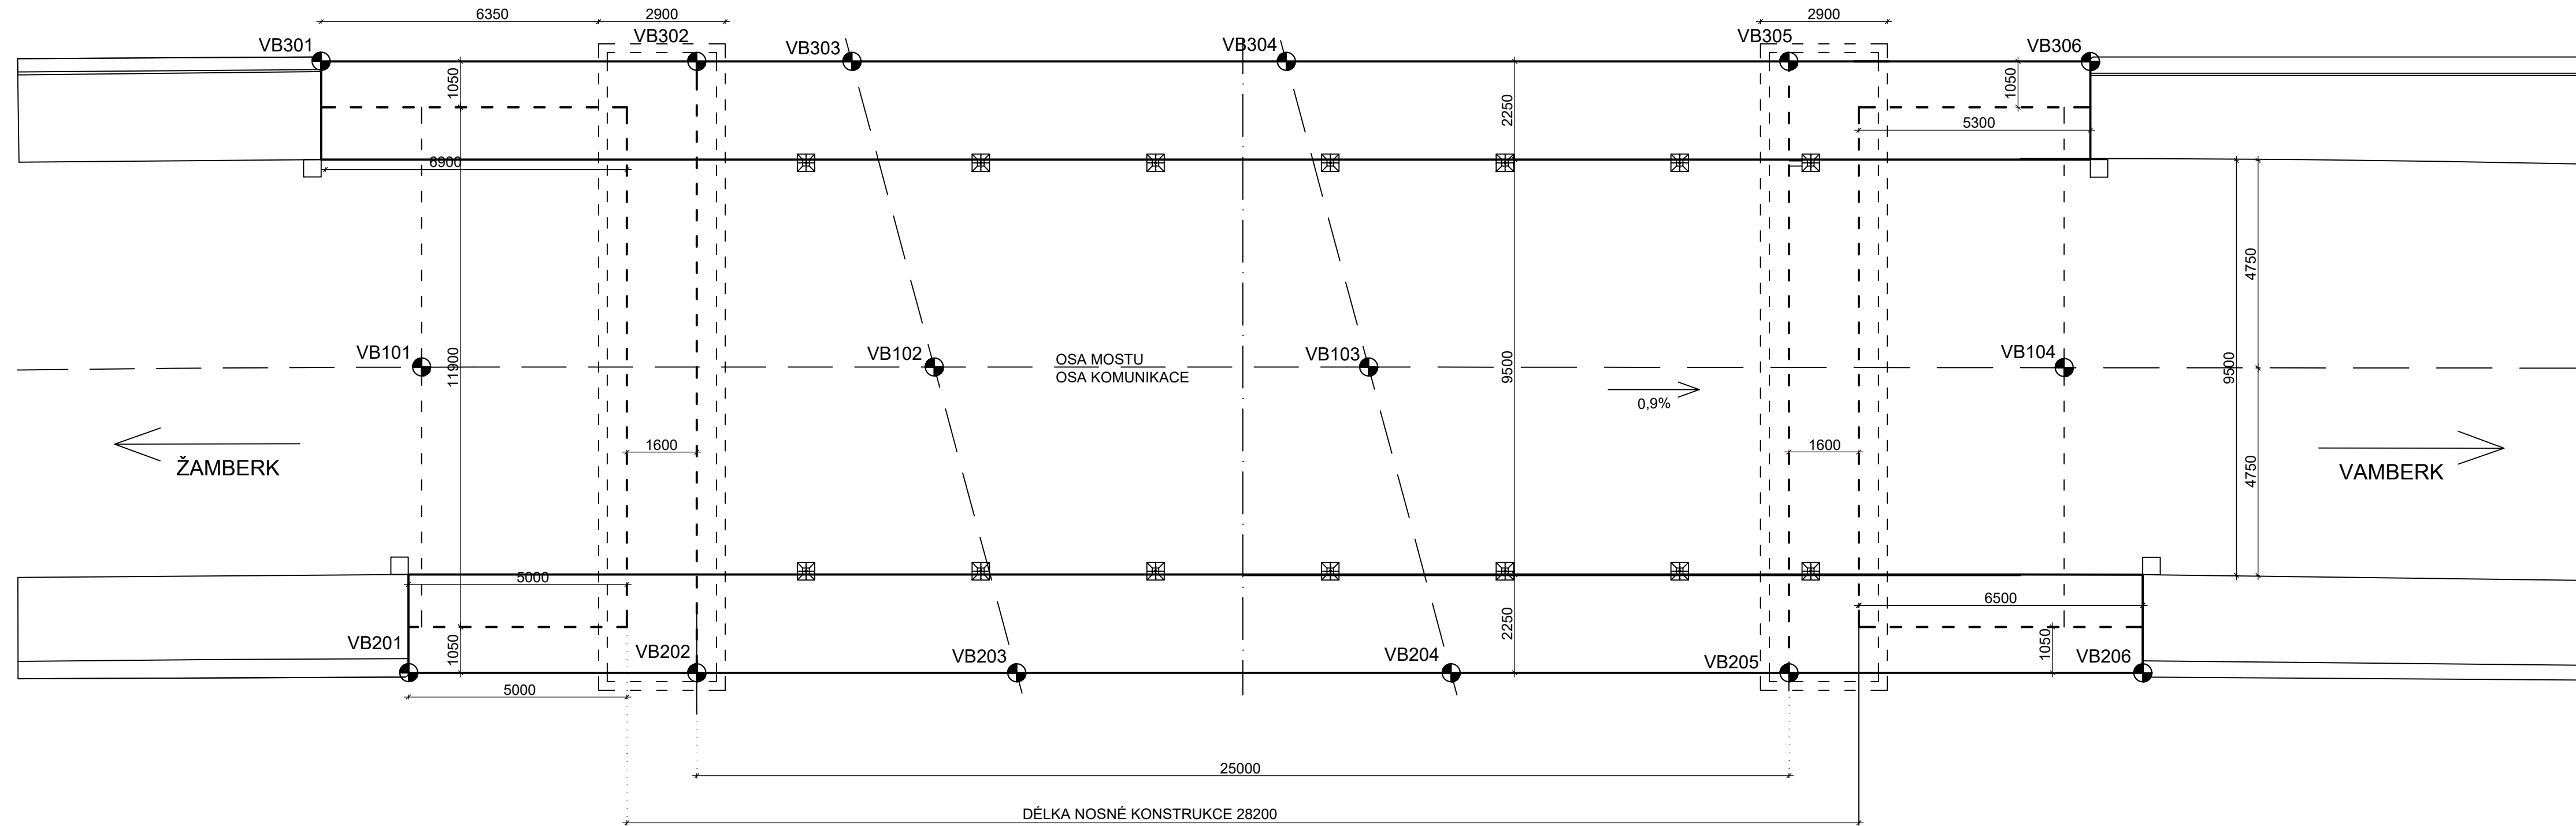 6350
2900
2900
VB301
VB302
VB303
VB304
VB305
VB306
1050
2250
1050
5300
6900
4750
VB101
11900
VB102
OSA MOSTU
OSA KOMUNIKACE
VB103
9500
VB104
9500
0,9%
1600
1600
ŽAMBERK
VAMBERK
4750
5000
6500
VB201
1050
VB202
VB203
VB204
2250
VB205
1050
VB206
5000
25000
DÉLKA NOSNÉ KONSTRUKCE 28200